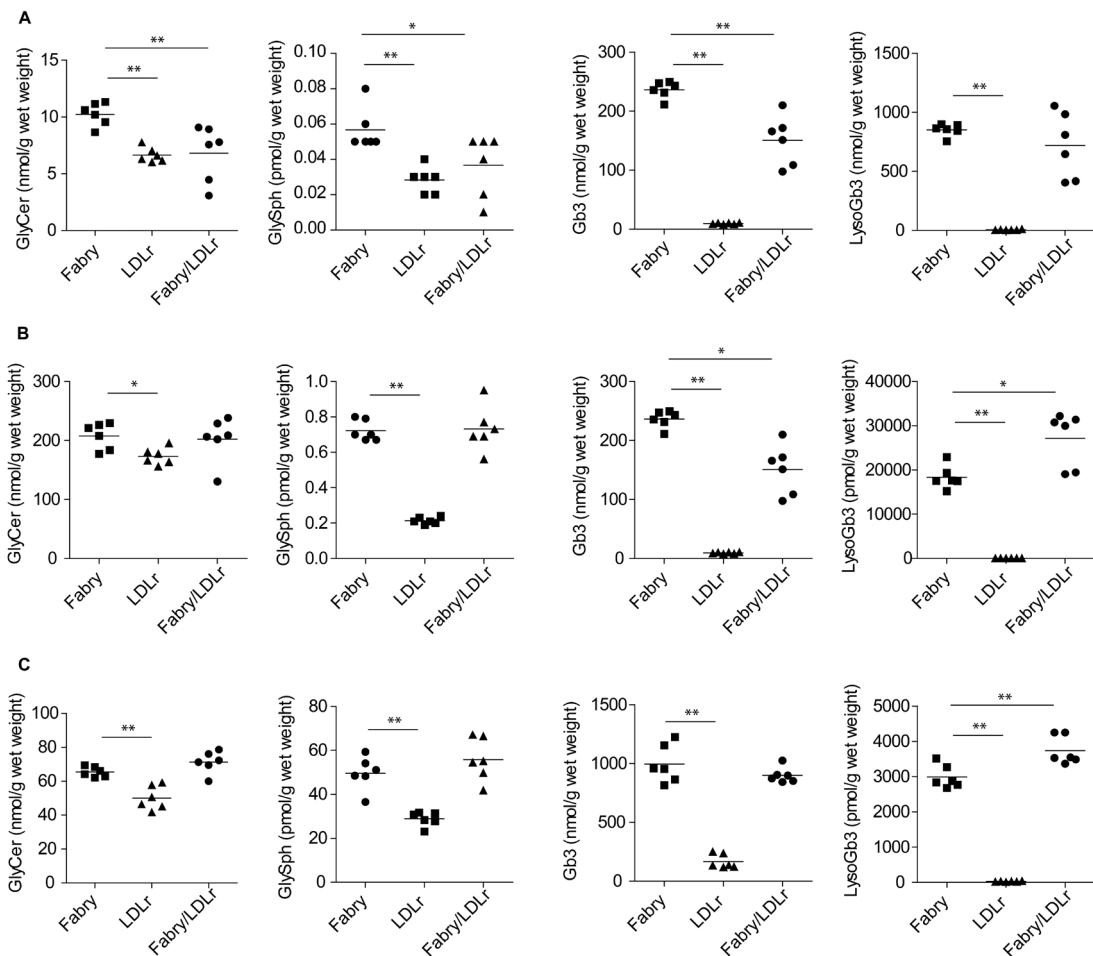 A
GlyCer (nmol/g wet weight)
15
10
5
0
**
**
Fabry
LDLr
Fabry/LDLr
GlySph (pmol/g wet weight)
0.10
0.08
0.06
0.04
0.02
0.00
*
**
Fabry
LDLr
Fabry/LDLr
Gb3 (nmol/g wet weight)
300
200
100
0
**
**
Fabry
LDLr
Fabry/LDLr
LysoGb3 (nmol/g wet weight)
1500
1000
500
0
**
Fabry
LDLr
Fabry/LDLr
B
GlyCer (nmol/g wet weight)
300
200
100
0
*
Fabry
LDLr
Fabry/LDLr
GlySph (pmol/g wet weight)
1.0
0.8
0.6
0.4
0.2
0.0
**
Fabry
LDLr
Fabry/LDLr
Gb3 (nmol/g wet weight)
300
200
100
0
*
**
Fabry
LDLr
Fabry/LDLr
LysoGb3 (pmol/g wet weight)
40000
30000
20000
10000
0
*
**
Fabry
LDLr
Fabry/LDLr
C
GlyCer (nmol/g wet weight)
100
80
60
40
20
0
**
Fabry
LDLr
Fabry/LDLr
GlySph (pmol/g wet weight)
80
60
40
20
0
**
Fabry
LDLr
Fabry/LDLr
Gb3 (nmol/g wet weight)
1500
1000
500
0
**
Fabry
LDLr
Fabry/LDLr
LysoGb3 (pmol/g wet weight)
5000
4000
3000
2000
1000
0
**
**
Fabry
LDLr
Fabry/LDLr